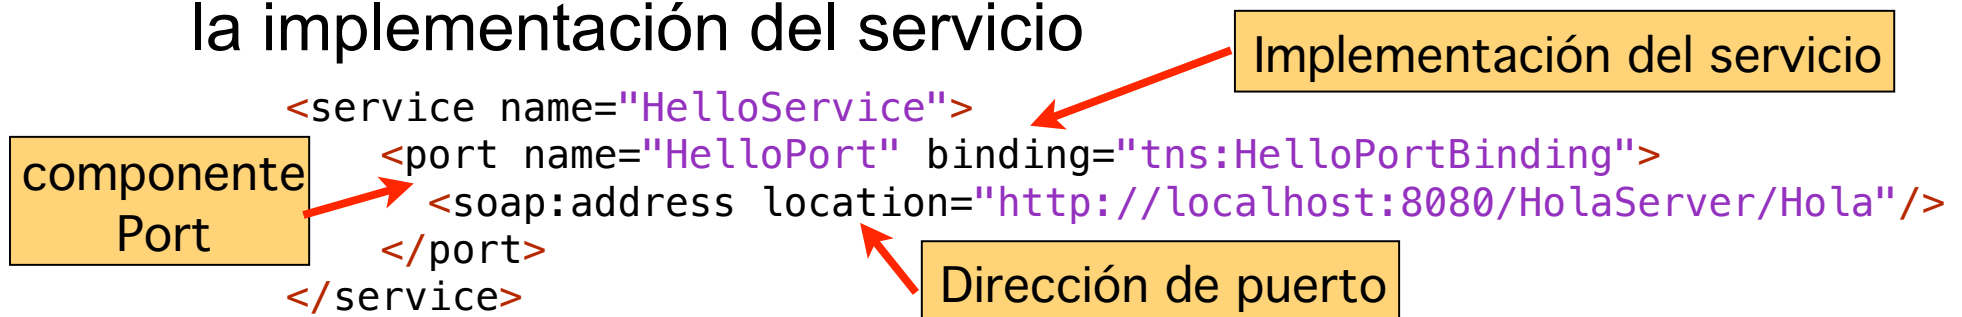 la implementación del servicio
Implementación del servicio
<service name="HelloService">
<port name="HelloPort" binding="tns:HelloPortBinding">
<soap:address location="http://localhost:8080/HolaServer/Hola"/>
</port>
</service>
componente
Port
Dirección de puerto